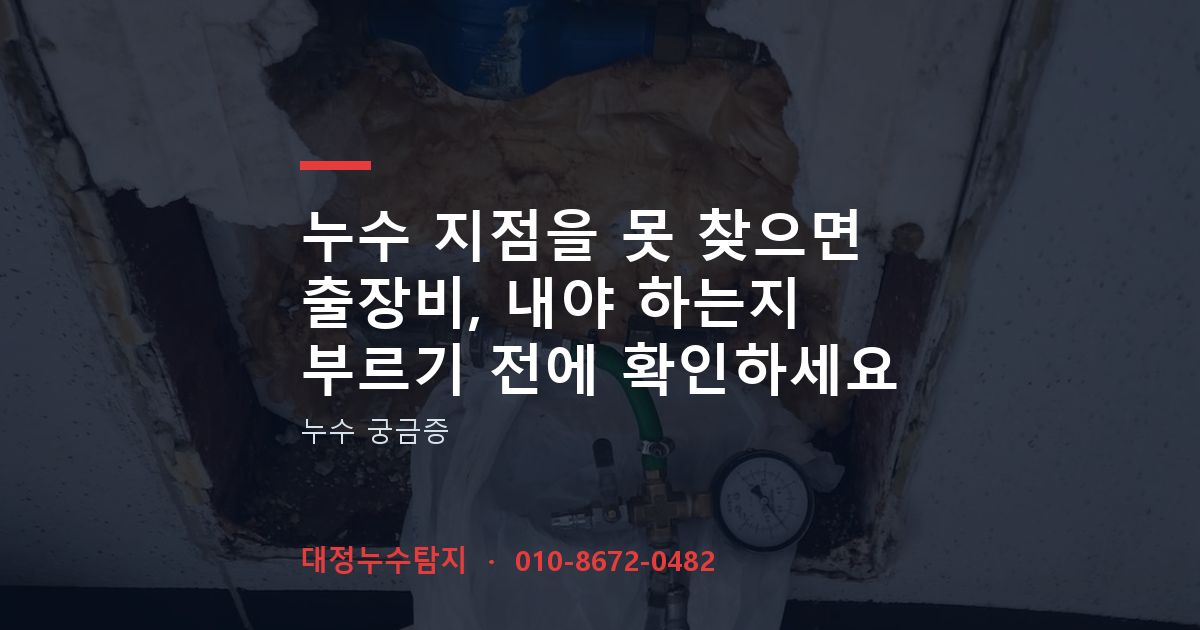 누수 지점을 못 찾으면
출장비, 내야 하는지
부르기 전에 확인하세요
누수 궁금증
대정누수탐지 · 010-8672-0482